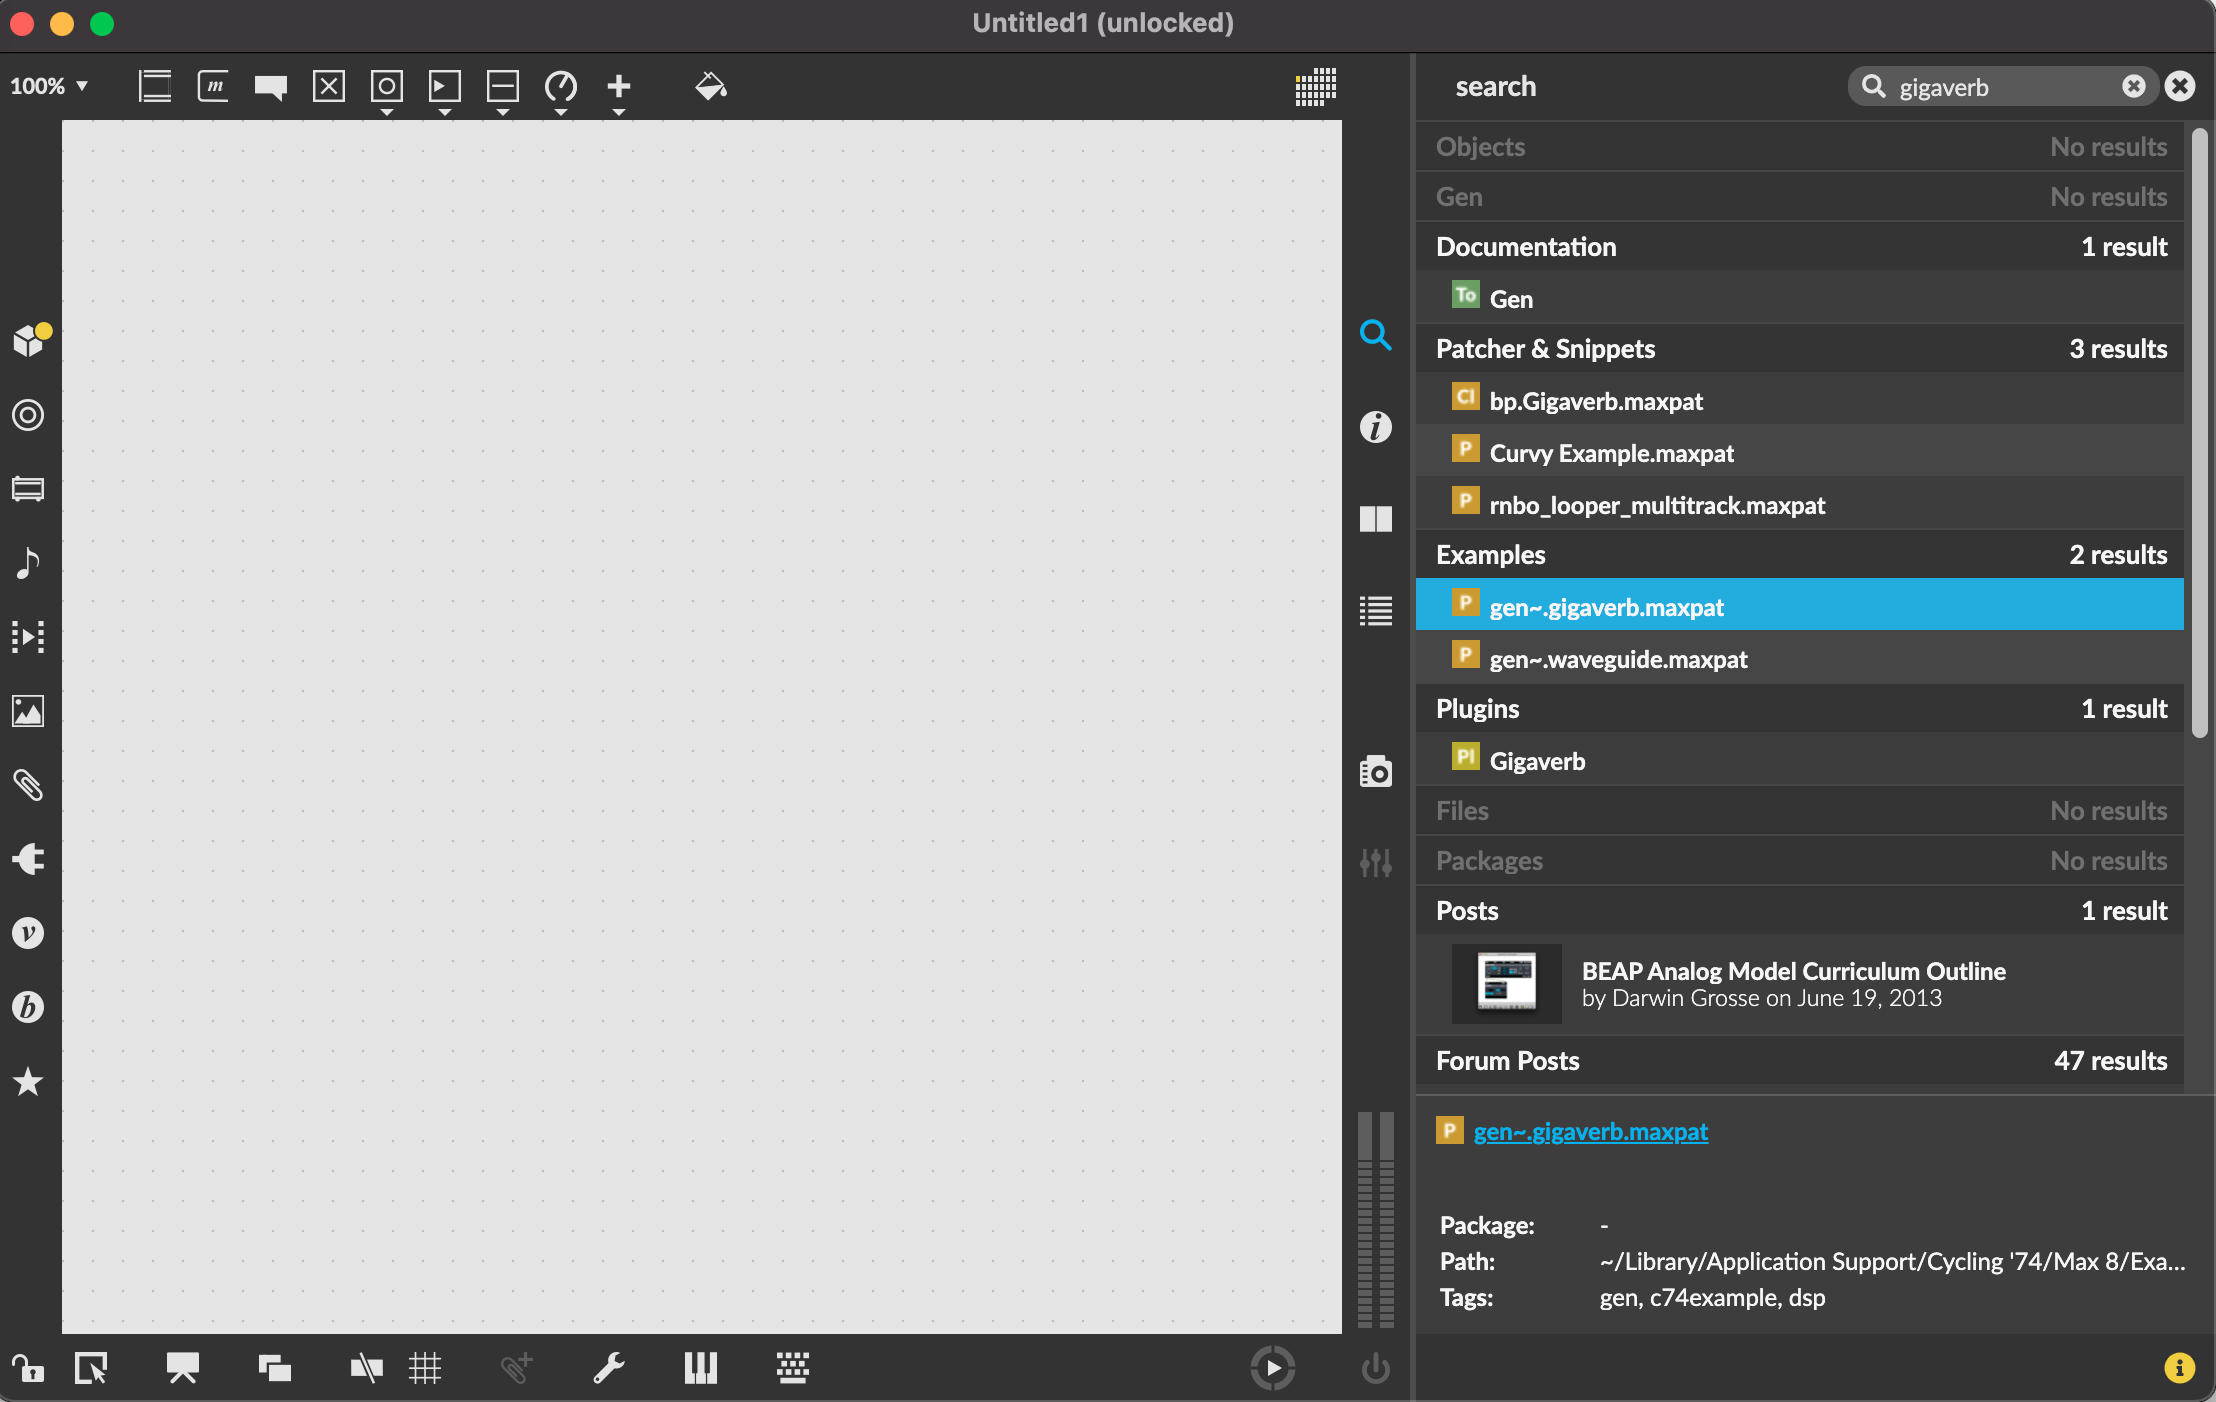 Untitled1 (unlocked)
100%
m
search
gigaverb
Objects No results
Gen No results
Documentation 1 result
To Gen
Patcher & Snippets 3 results
Cl bp.Gigaverb.maxpat
P Curvy Example.maxpat
P rnbo_looper_multitrack.maxpat
Examples 2 results
P gen~.gigaverb.maxpat
P gen~.waveguide.maxpat
Plugins 1 result
Pl Gigaverb
Files No results
Packages No results
Posts 1 result
BEAP Analog Model Curriculum Outline
by Darwin Grosse on June 19, 2013
Forum Posts 47 results
P gen~.gigaverb.maxpat
Package: -
Path: ~/Library/Application Support/Cycling '74/Max 8/Exa...
Tags: gen, c74example, dsp
i
v
b
i